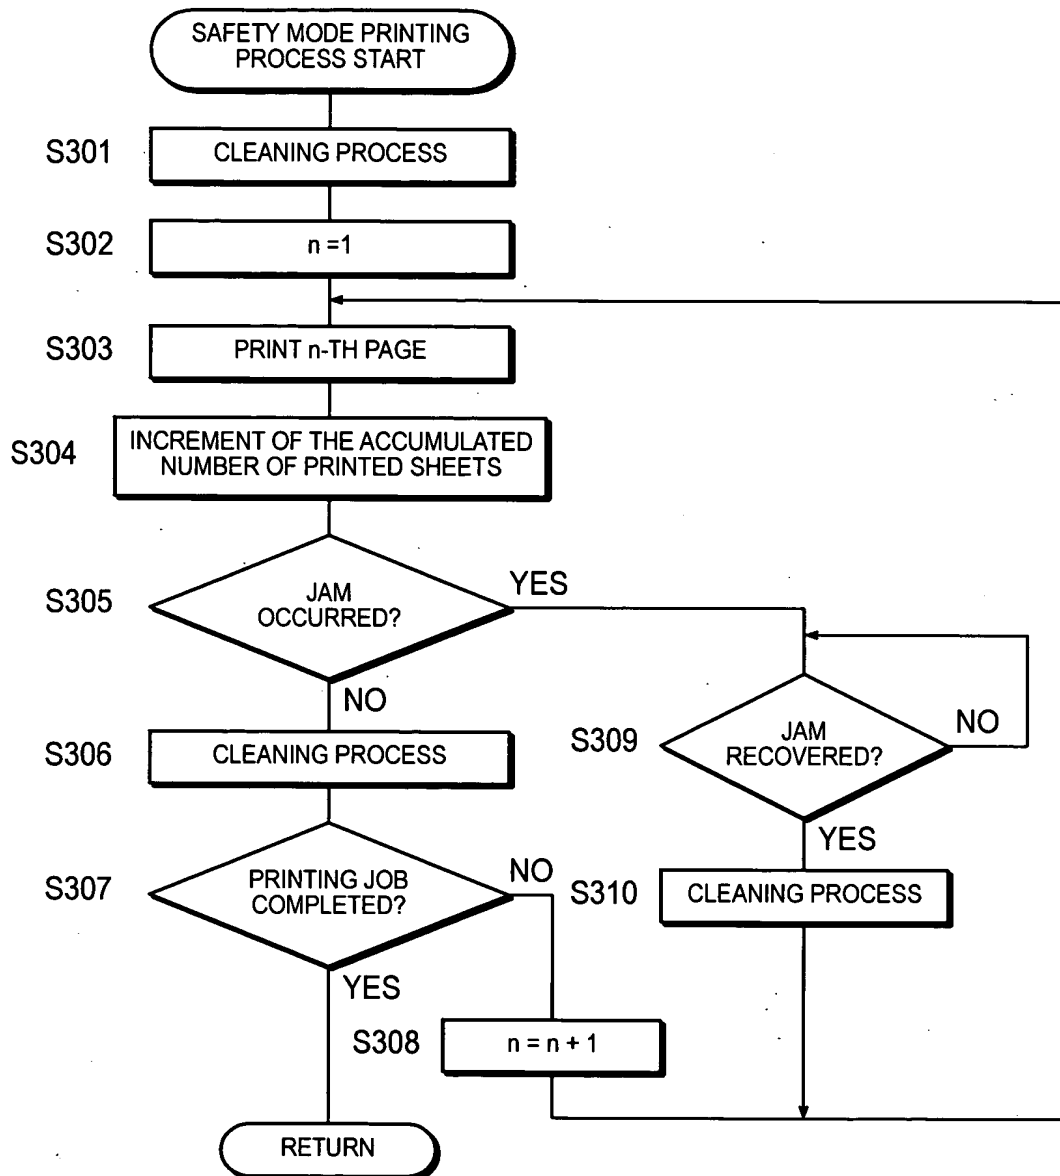 SAFETY MODE PRINTING
PROCESS START
S301
CLEANING PROCESS
S302
n =1
S303
PRINT n-TH PAGE
S304
INCREMENT OF THE ACCUMULATED
NUMBER OF PRINTED SHEETS
S305
JAM
OCCURRED?
YES
NO
S306
CLEANING PROCESS
S309
JAM
RECOVERED?
NO
YES
S307
PRINTING JOB
COMPLETED?
NO
YES
S310
CLEANING PROCESS
S308
n = n + 1
RETURN